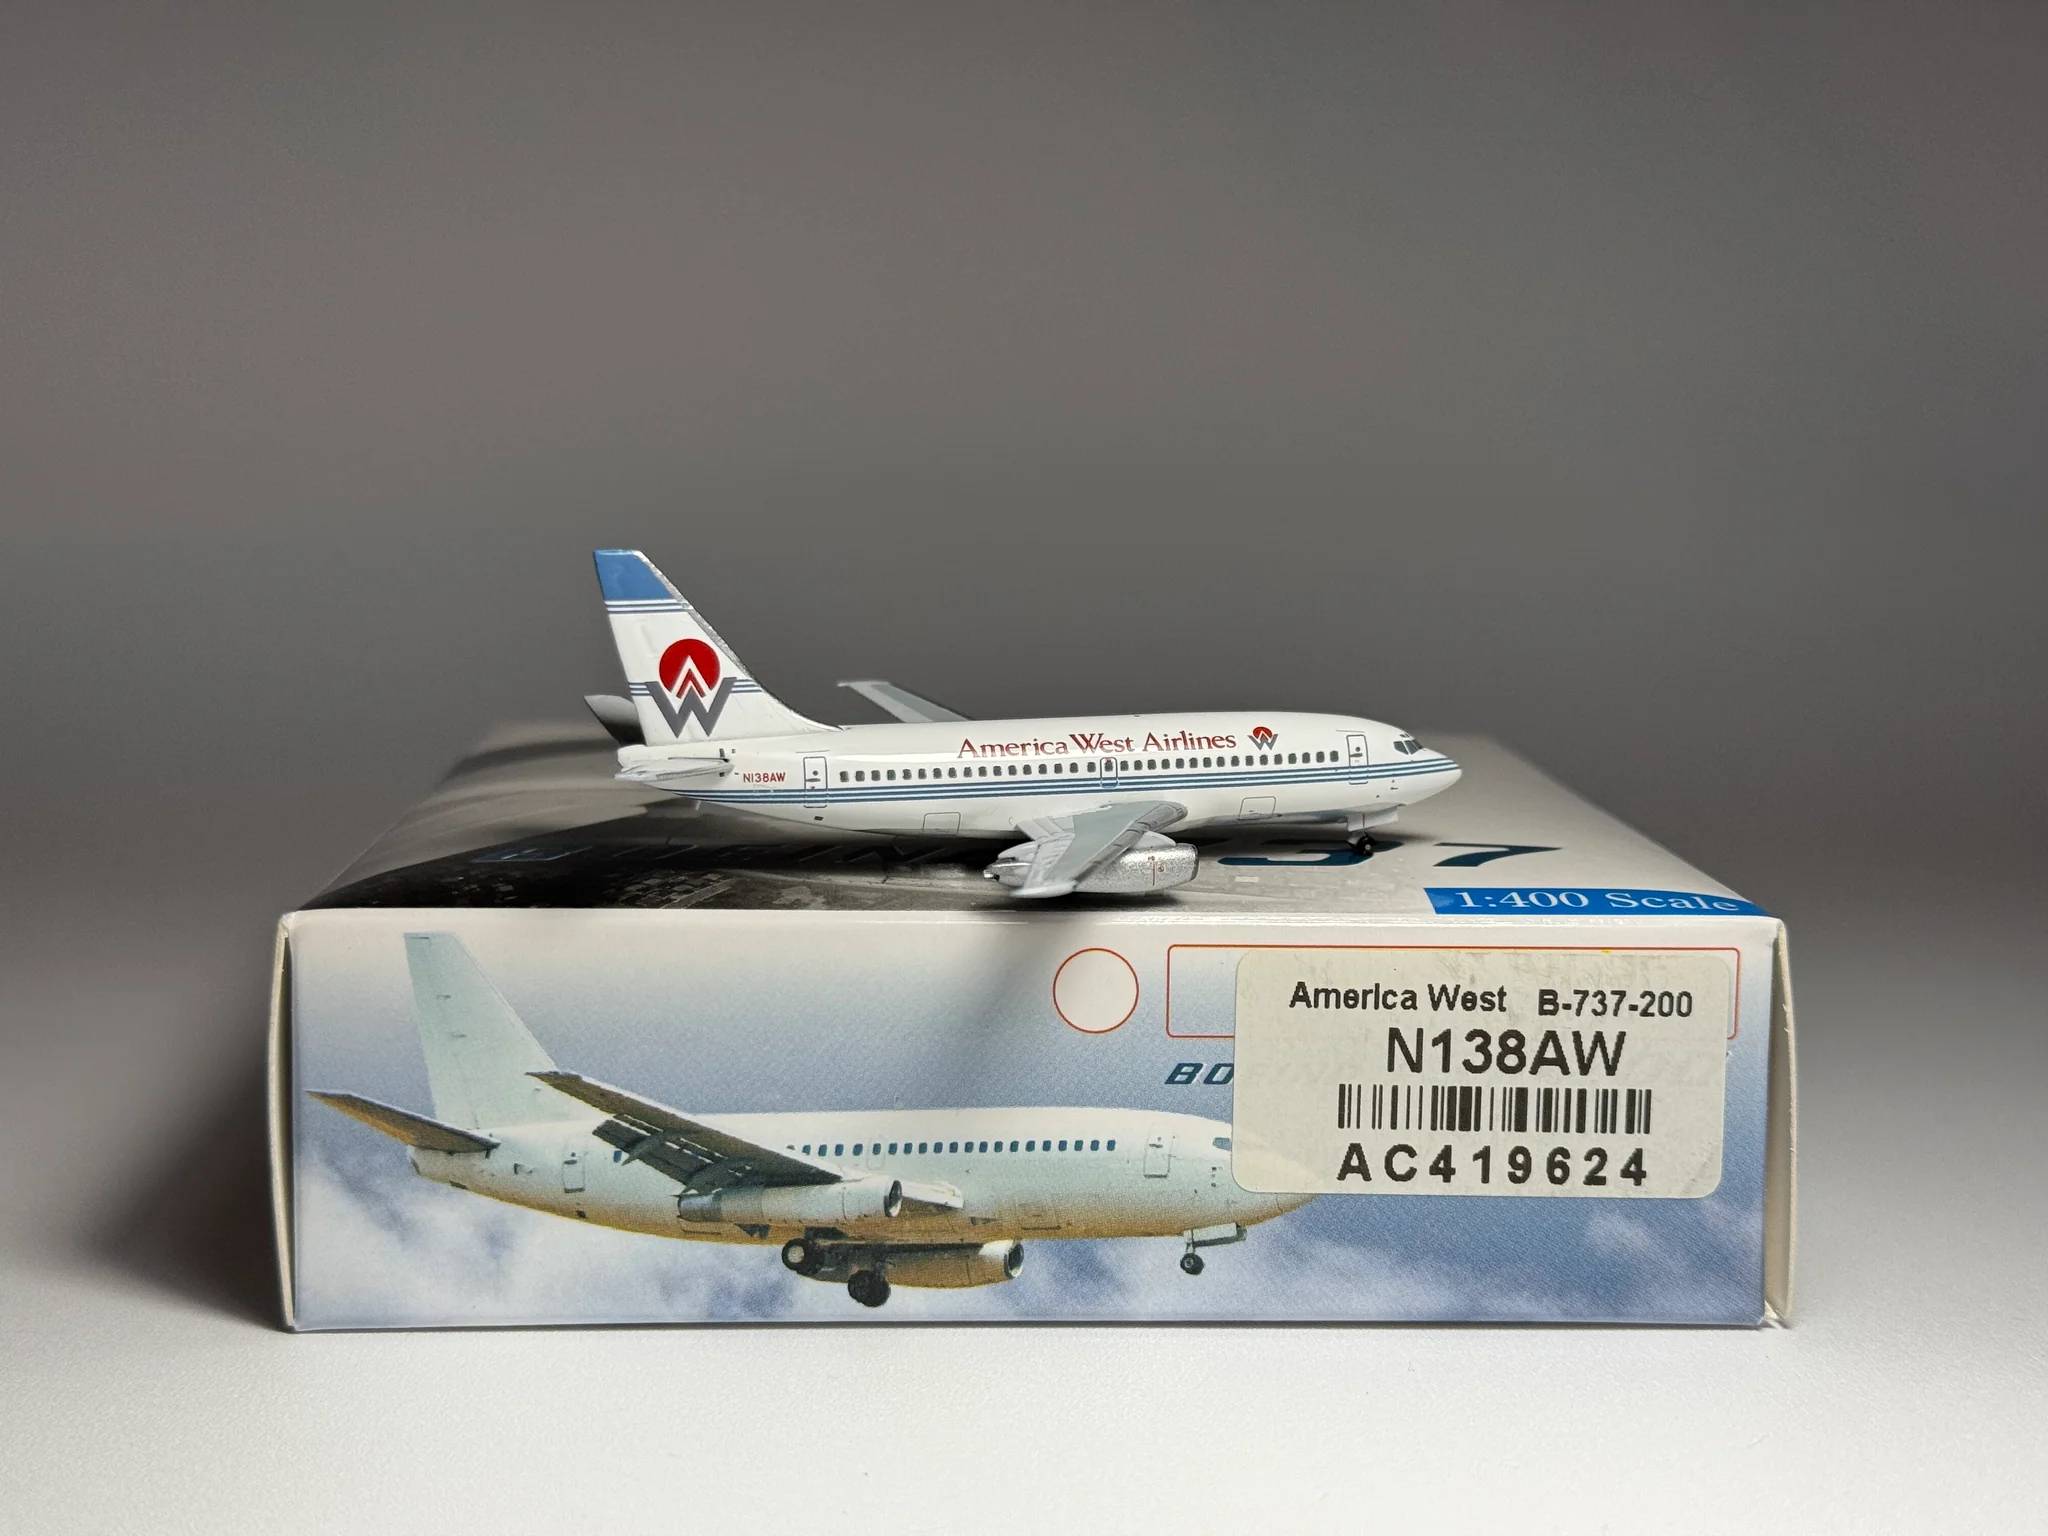 America West Airlines
N138AW
1:400 Scale
America West B-737-200
N138AW
AC419624